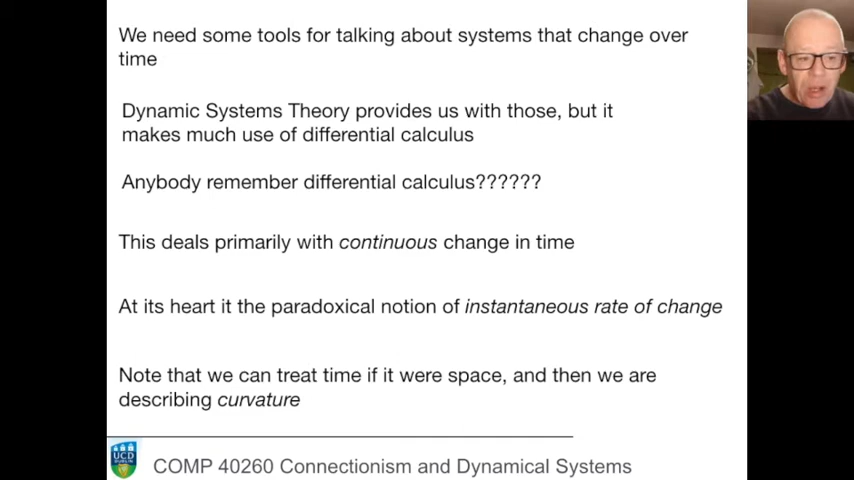 We need some tools for talking about systems that change over
time
Dynamic Systems Theory provides us with those, but it
makes much use of differential calculus
Anybody remember differential calculus??????
This deals primarily with continuous change in time
At its heart it the paradoxical notion of instantaneous rate of change
Note that we can treat time if it were space, and then we are
describing curvature
UCD
DUBLIN
COMP 40260 Connectionism and Dynamical Systems